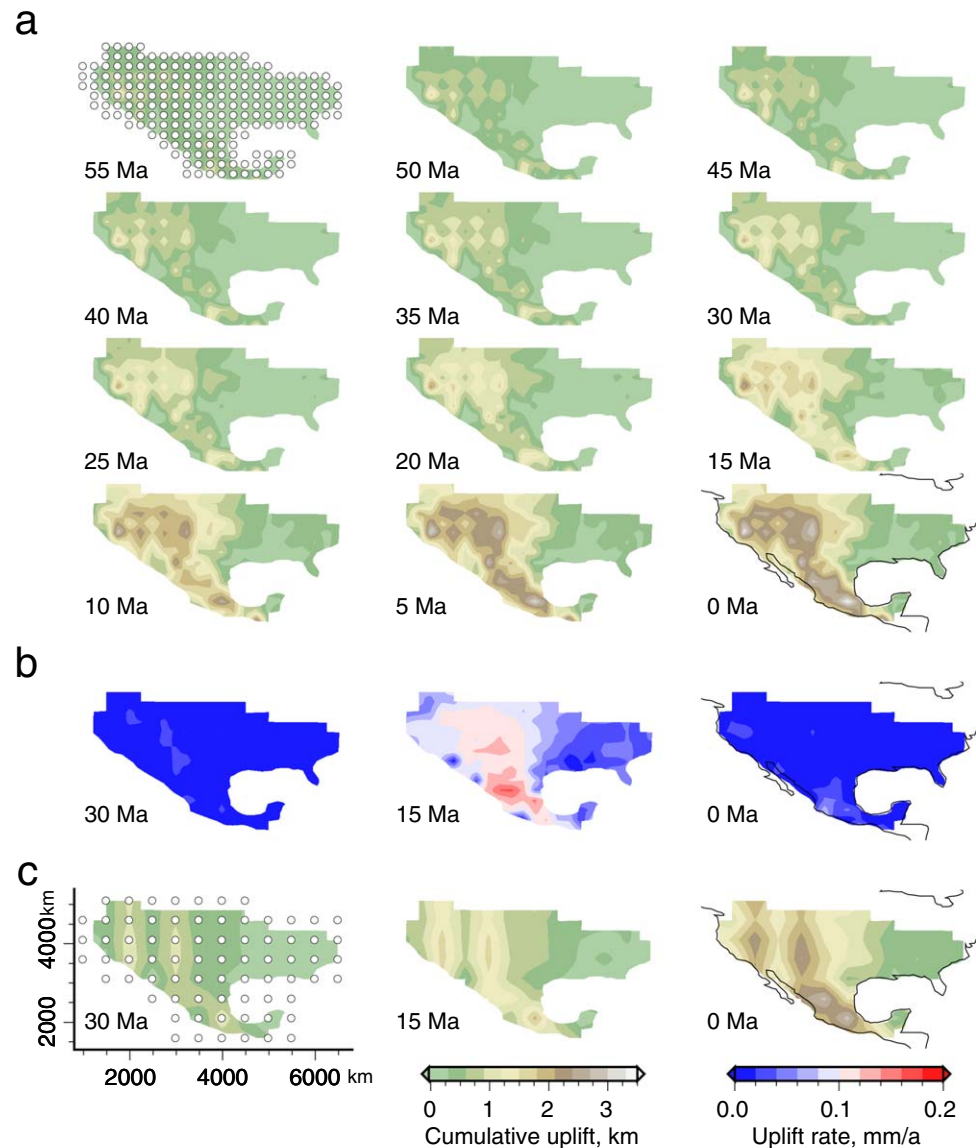 a
55 Ma
50 Ma
45 Ma
40 Ma
35 Ma
30 Ma
25 Ma
20 Ma
15 Ma
10 Ma
5 Ma
0 Ma
b
30 Ma
15 Ma
0 Ma
c
4000 km
2000
30 Ma
15 Ma
0 Ma
2000 4000 6000 km
0 1 2 3
Cumulative uplift, km
0.0 0.1 0.2
Uplift rate, mm/a